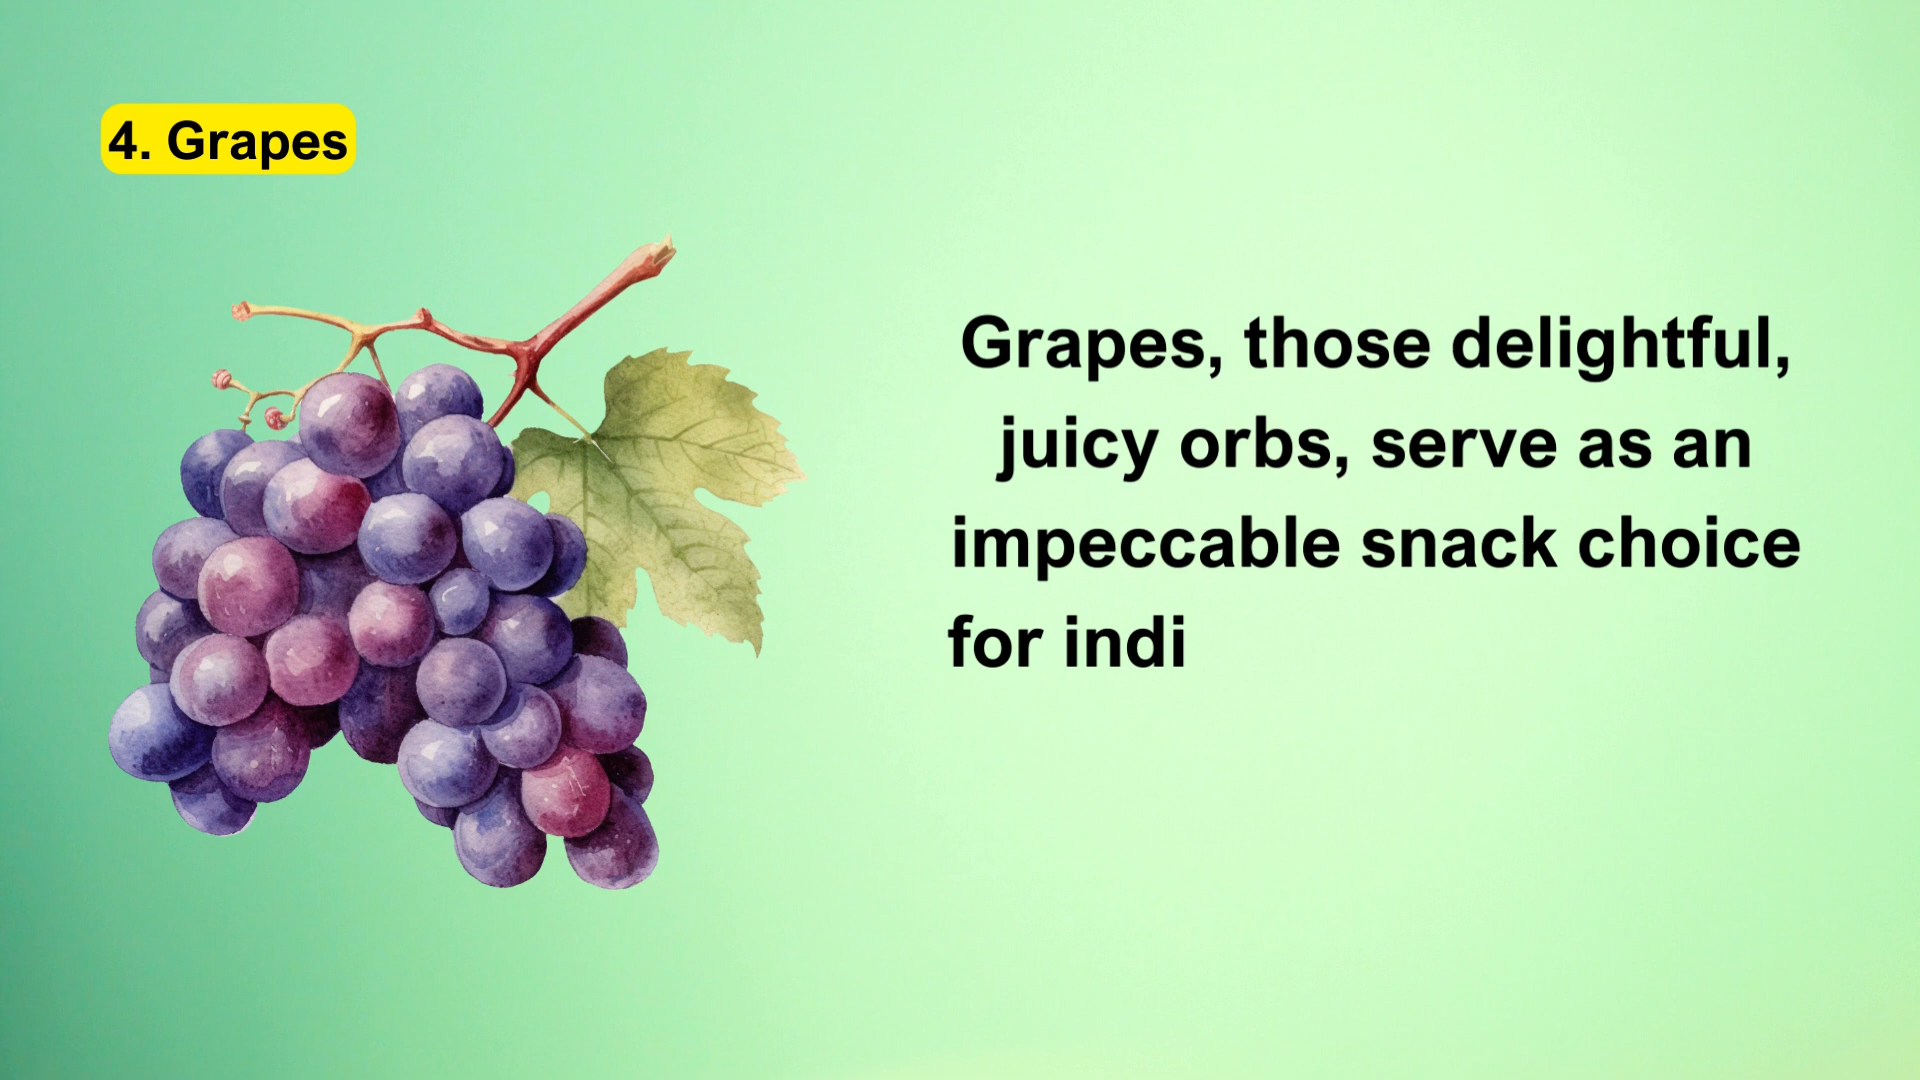 4. Grapes
Grapes, those delightful,
juicy orbs, serve as an
impeccable snack choice
for indi